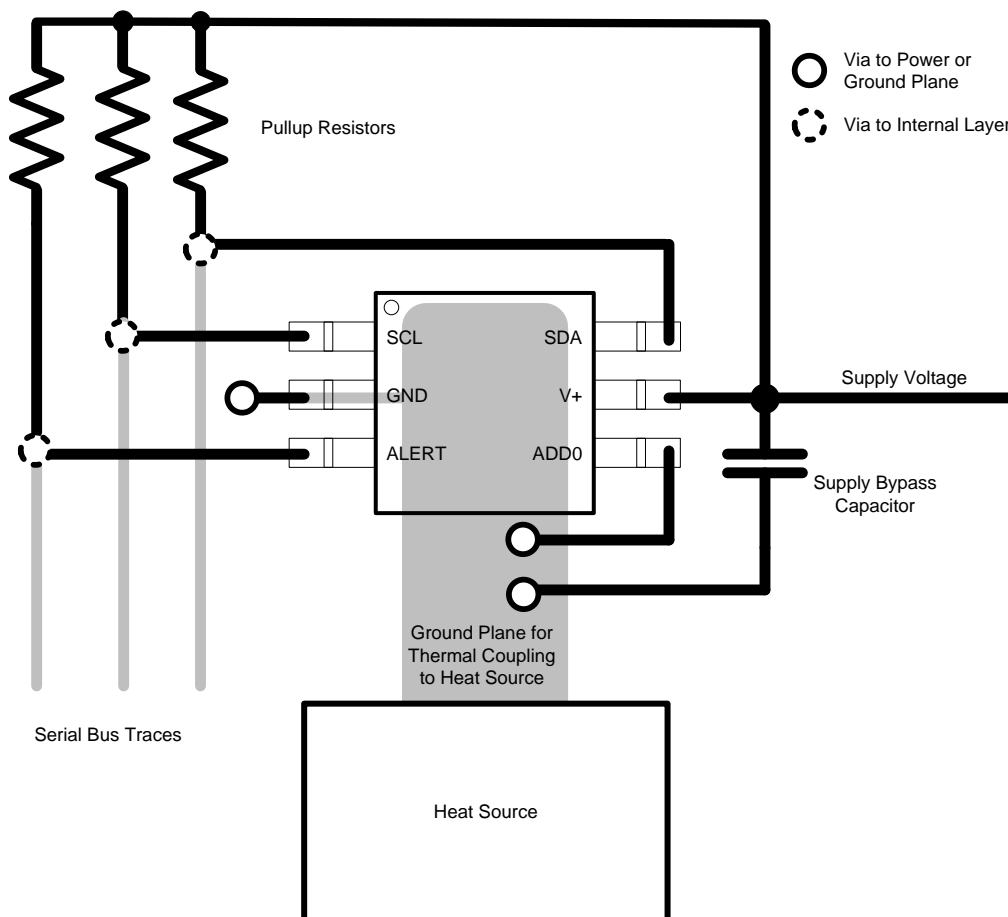 Via to Power or
Ground Plane
Via to Internal Layer
Pullup Resistors
SCL
SDA
GND
V+
ALERT
ADD0
Supply Voltage
Supply Bypass
Capacitor
Ground Plane for
Thermal Coupling
to Heat Source
Serial Bus Traces
Heat Source